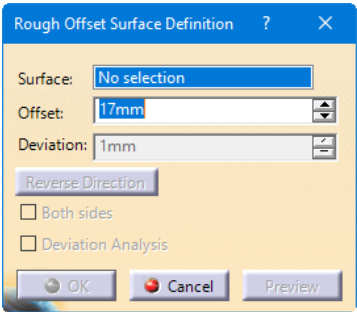 Rough Offset Surface Definition ? ×
Surface: No selection
Offset: 17mm
Deviation: 1mm
Reverse Direction
Both sides
Deviation Analysis
OK Cancel Preview